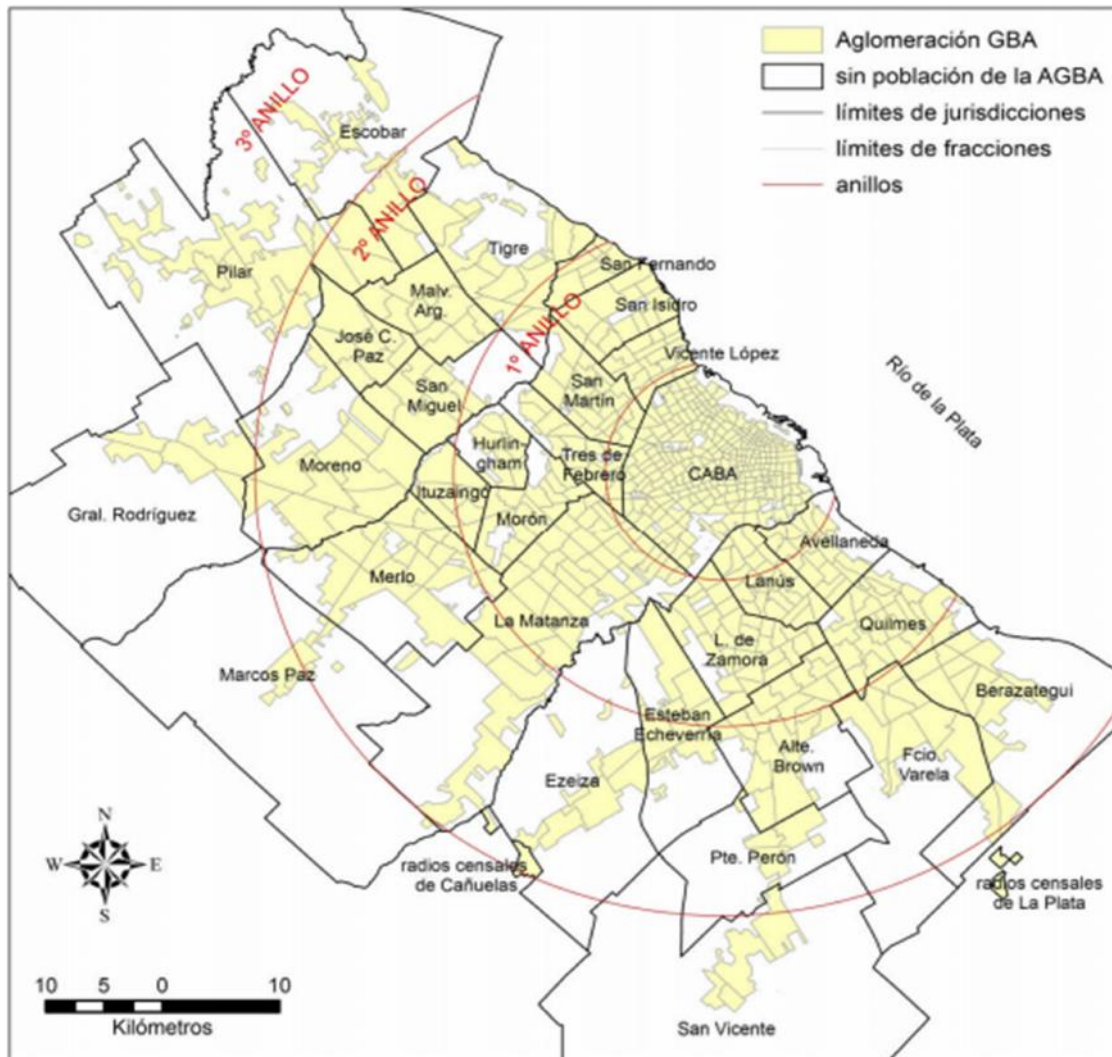 Aglomeración GBA
sin población de la AGBA
límites de jurisdicciones
límites de fracciones
anillos
3º ANILLO
Escobar
2º ANILLO
Tigre
San Fernando
Pilar
Malv.
Arg.
San Isidro
1º ANILLO
José C.
Paz
Vicente López
Río de la Plata
San
Miguel
San
Martín
Hurlin-
gham
Tres de
Febrero
CABA
Moreno
Ituzaingó
Morón
Gral. Rodríguez
Avellaneda
Merlo
Lanús
La Matanza
Quilmes
L. de
Zamora
Marcos Paz
Berazategui
Esteban
Echeverría
Alte.
Brown
Fcio.
Varela
Ezeiza
N
W
E
S
radios censales
de Cañuelas
Pte. Perón
radios censales
de La Plata
10 5 0 10
Kilómetros
San Vicente